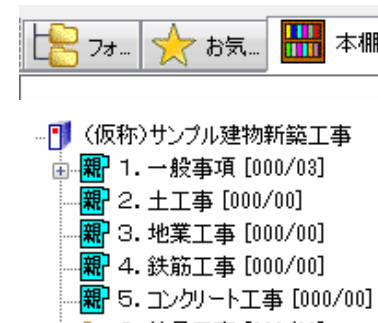 フォ... お気... 本棚
(仮称)サンプル建物新築工事
親 1. 一般事項 [000/03]
親 2. 土工事 [000/00]
親 3. 地業工事 [000/00]
親 4. 鉄筋工事 [000/00]
親 5. コンクリート工事 [000/00]